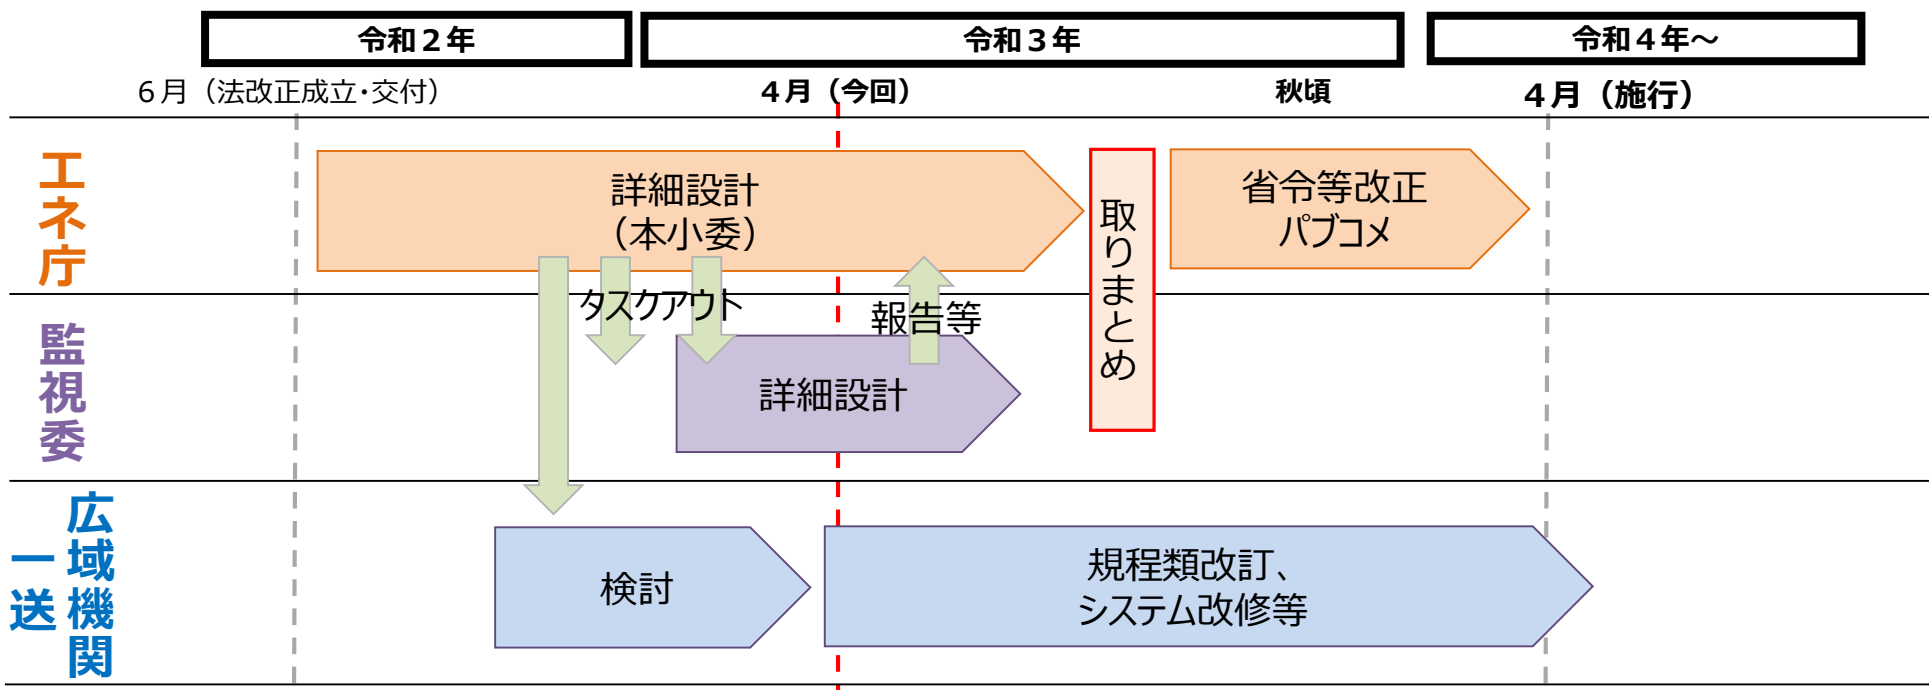 令和２年
令和３年
令和４年～
６月（法改正成立・交付）
４月（今回）
秋頃
４月（施行）
エネ庁
詳細設計
（本小委）
取りまとめ
省令等改正
パブコメ
タスクアウト
報告等
監視委
詳細設計
広域機関
一送
検討
規程類改訂、
システム改修等